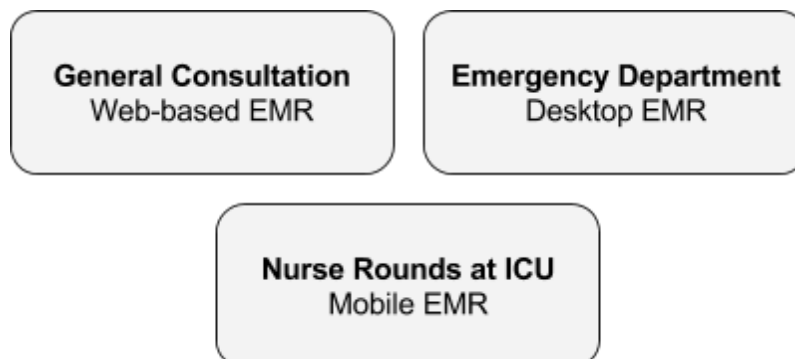 General Consultation
Web-based EMR
Emergency Department
Desktop EMR
Nurse Rounds at ICU
Mobile EMR